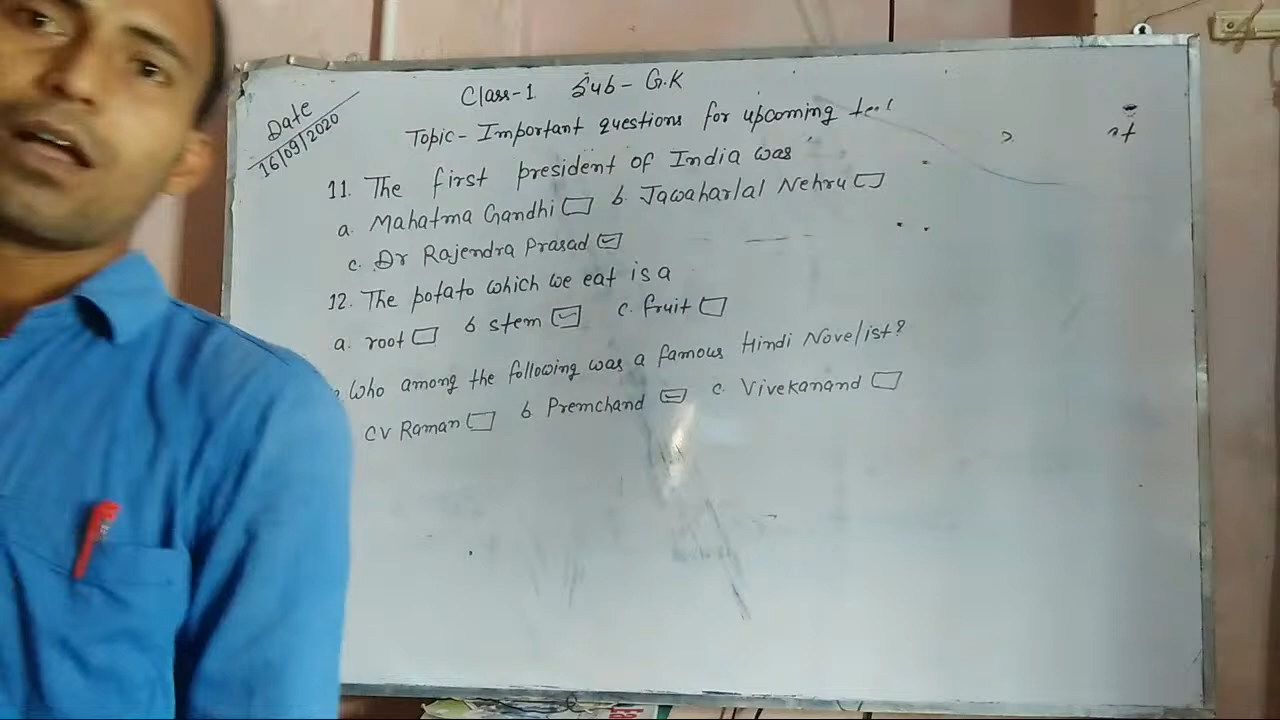 Class-1 Sub- G.K
Date
16/09/2020
Topic- Important questions for upcoming
11. The first president of India was
a. Mahatma Gandhi b. Jawaharlal Nehru
c. Dr Rajendra Prasad
12. The potato which we eat is a
a. root b stem c. fruit
Who among the following was a famous Hindi Novelist?
CV Raman b. Premchand c. Vivekanand